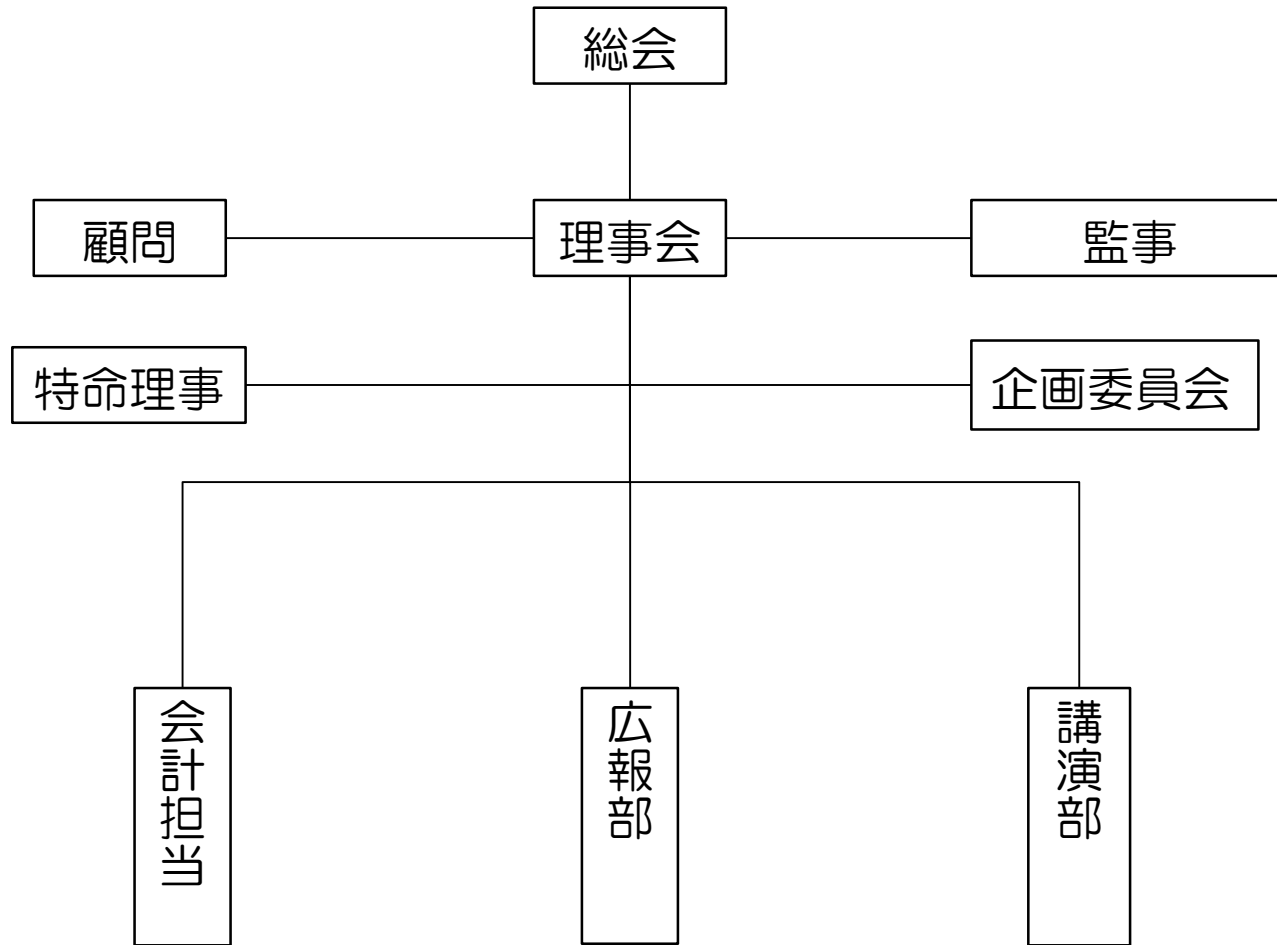 総会
顧問
理事会
監事
特命理事
企画委員会
会計担当
広報部
講演部